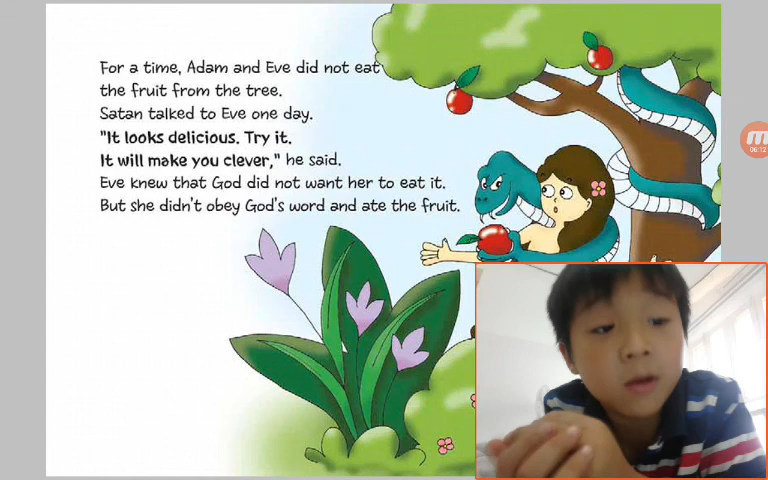 For a time, Adam and Eve did not eat
the fruit from the tree.
Satan talked to Eve one day.
"It looks delicious. Try it.
It will make you clever," he said.
Eve knew that God did not want her to eat it.
But she didn't obey God's word and ate the fruit.
06:12